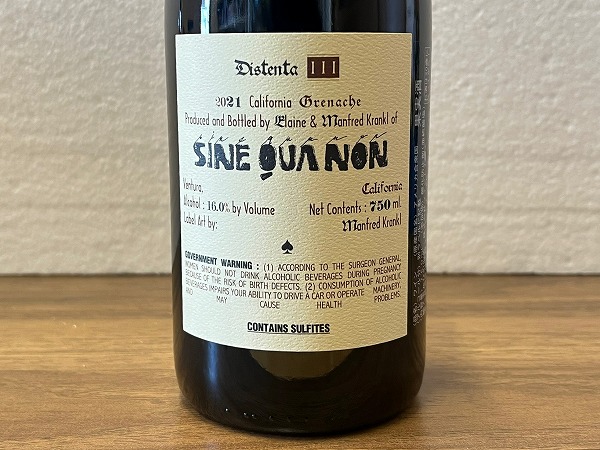 Distenta III
2021 California Grenache
Produced and Bottled by Elaine & Manfred Krankl of
SINE QUA NON
Ventura, California
Alcohol : 16.0% by Volume Net Contents : 750 ml.
Label Art by: Manfred Krankl
GOVERNMENT WARNING : (1) ACCORDING TO THE SURGEON GENERAL,
WOMEN SHOULD NOT DRINK ALCOHOLIC BEVERAGES DURING PREGNANCY
BECAUSE OF THE RISK OF BIRTH DEFECTS. (2) CONSUMPTION OF ALCOHOLIC
BEVERAGES IMPAIRS YOUR ABILITY TO DRIVE A CAR OR OPERATE MACHINERY,
AND MAY CAUSE HEALTH PROBLEMS.
CONTAINS SULFITES